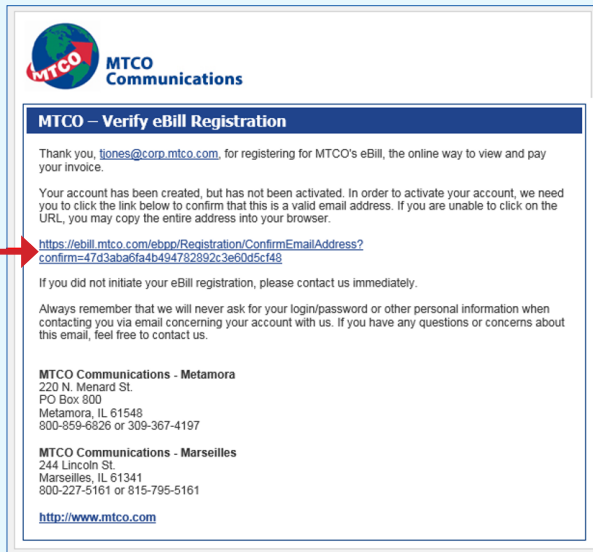 MTCO
MTCO
Communications
MTCO – Verify eBill Registration
Thank you, tjones@corp.mtco.com, for registering for MTCO's eBill, the online way to view and pay
your invoice.
Your account has been created, but has not been activated. In order to activate your account, we need
you to click the link below to confirm that this is a valid email address. If you are unable to click on the
URL, you may copy the entire address into your browser.
https://ebill.mtco.com/ebpp/Registration/ConfirmEmailAddress?
confirm=47d3aba6fa4b494782892c3e60d5cf48
If you did not initiate your eBill registration, please contact us immediately.
Always remember that we will never ask for your login/password or other personal information when
contacting you via email concerning your account with us. If you have any questions or concerns about
this email, feel free to contact us.
MTCO Communications - Metamora
220 N. Menard St.
PO Box 800
Metamora, IL 61548
800-859-6826 or 309-367-4197
MTCO Communications - Marseilles
244 Lincoln St.
Marseilles, IL 61341
800-227-5161 or 815-795-5161
http://www.mtco.com